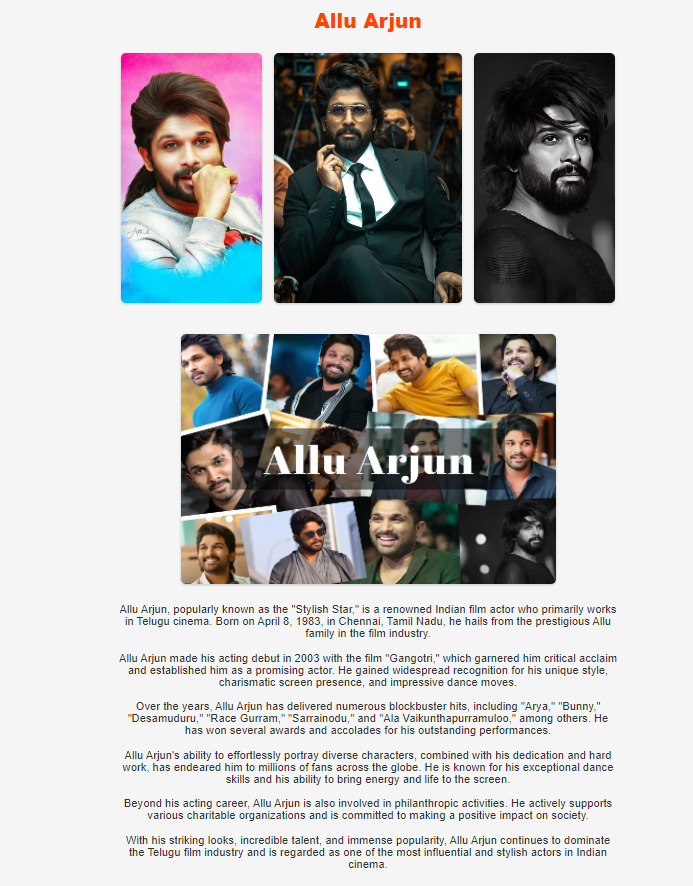 Allu Arjun
Allu Arjun
Allu Arjun, popularly known as the "Stylish Star," is a renowned Indian film actor who primarily works
in Telugu cinema. Born on April 8, 1983, in Chennai, Tamil Nadu, he hails from the prestigious Allu
family in the film industry.
Allu Arjun made his acting debut in 2003 with the film "Gangotri," which garnered him critical acclaim
and established him as a promising actor. He gained widespread recognition for his unique style,
charismatic screen presence, and impressive dance moves.
Over the years, Allu Arjun has delivered numerous blockbuster hits, including "Arya," "Bunny,"
"Desamuduru," "Race Gurram," "Sarrainodu," and "Ala Vaikunthapurramuloo," among others. He
has won several awards and accolades for his outstanding performances.
Allu Arjun's ability to effortlessly portray diverse characters, combined with his dedication and hard
work, has endeared him to millions of fans across the globe. He is known for his exceptional dance
skills and his ability to bring energy and life to the screen.
Beyond his acting career, Allu Arjun is also involved in philanthropic activities. He actively supports
various charitable organizations and is committed to making a positive impact on society.
With his striking looks, incredible talent, and immense popularity, Allu Arjun continues to dominate
the Telugu film industry and is regarded as one of the most influential and stylish actors in Indian
cinema.